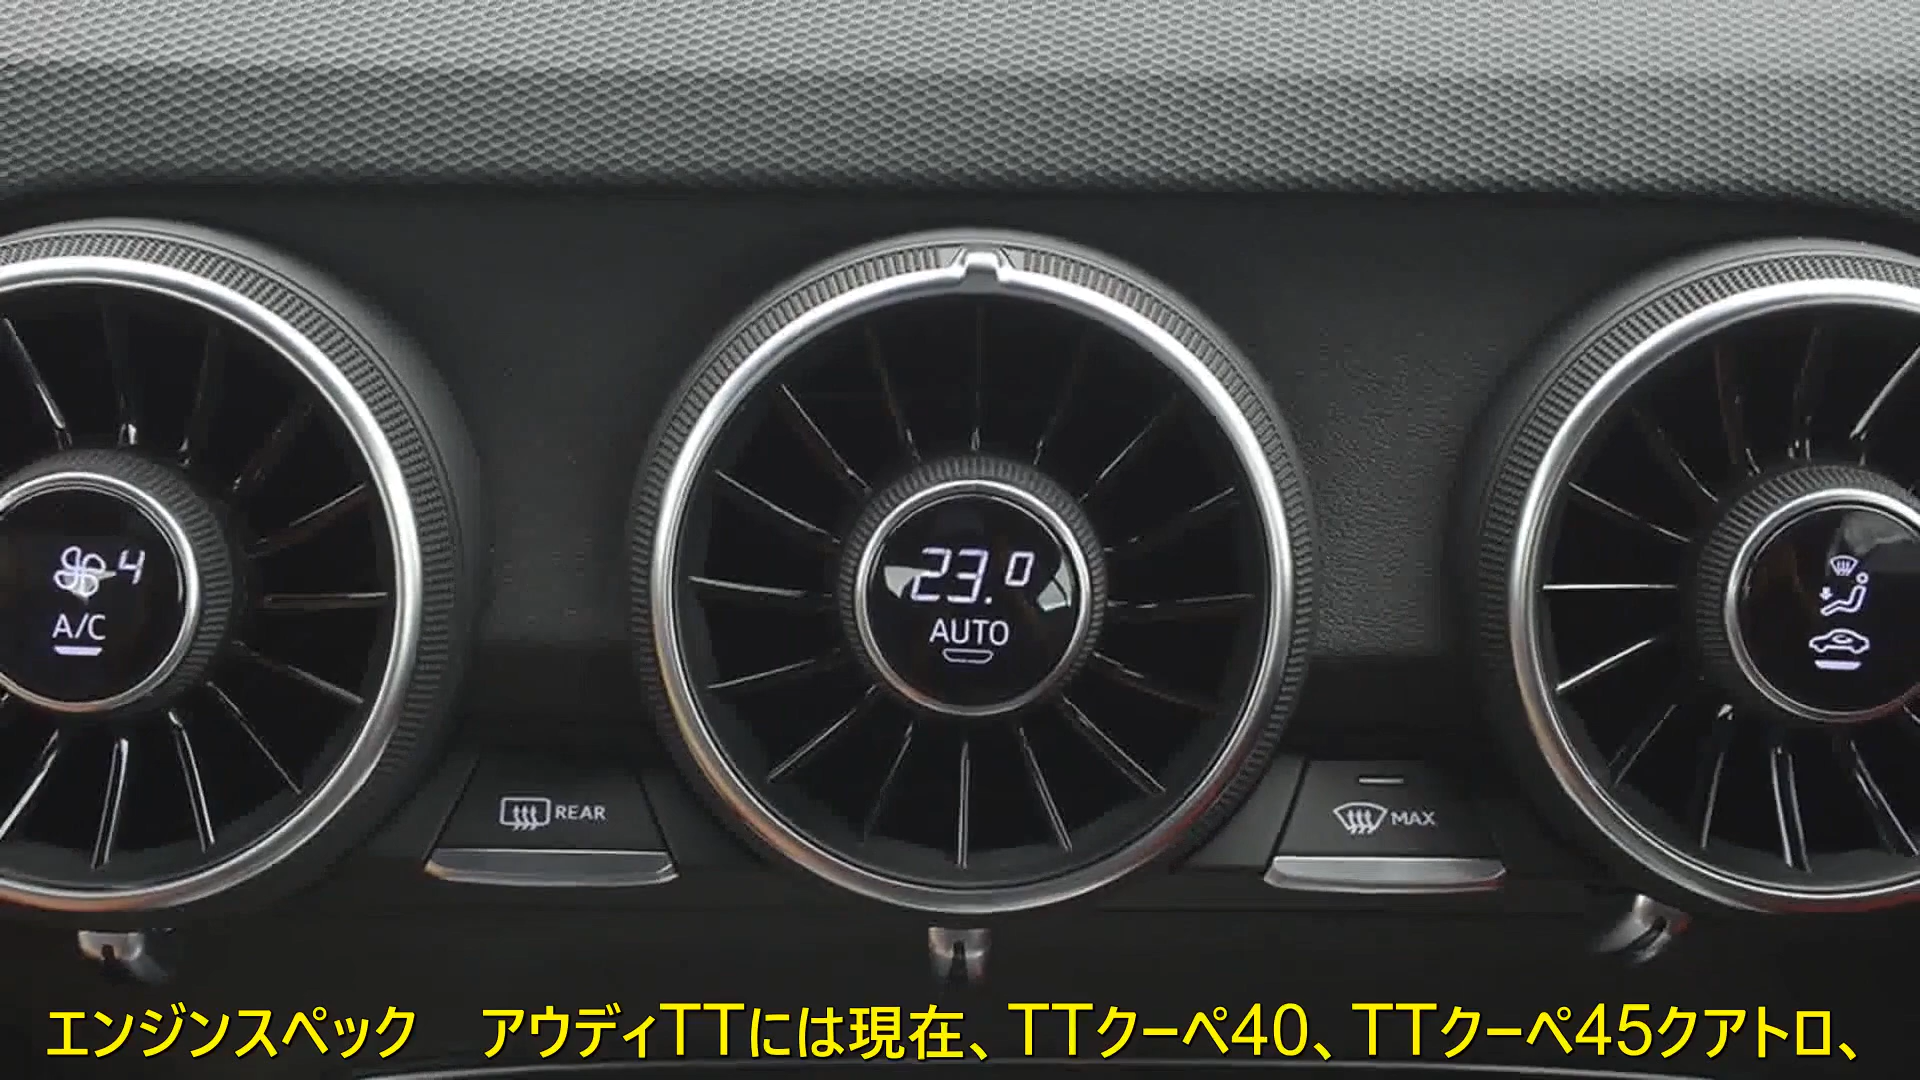 4
A/C
23.0
AUTO
REAR
MAX
エンジンスペック　アウディTTには現在、TTクーペ40、TTクーペ45クアトロ、